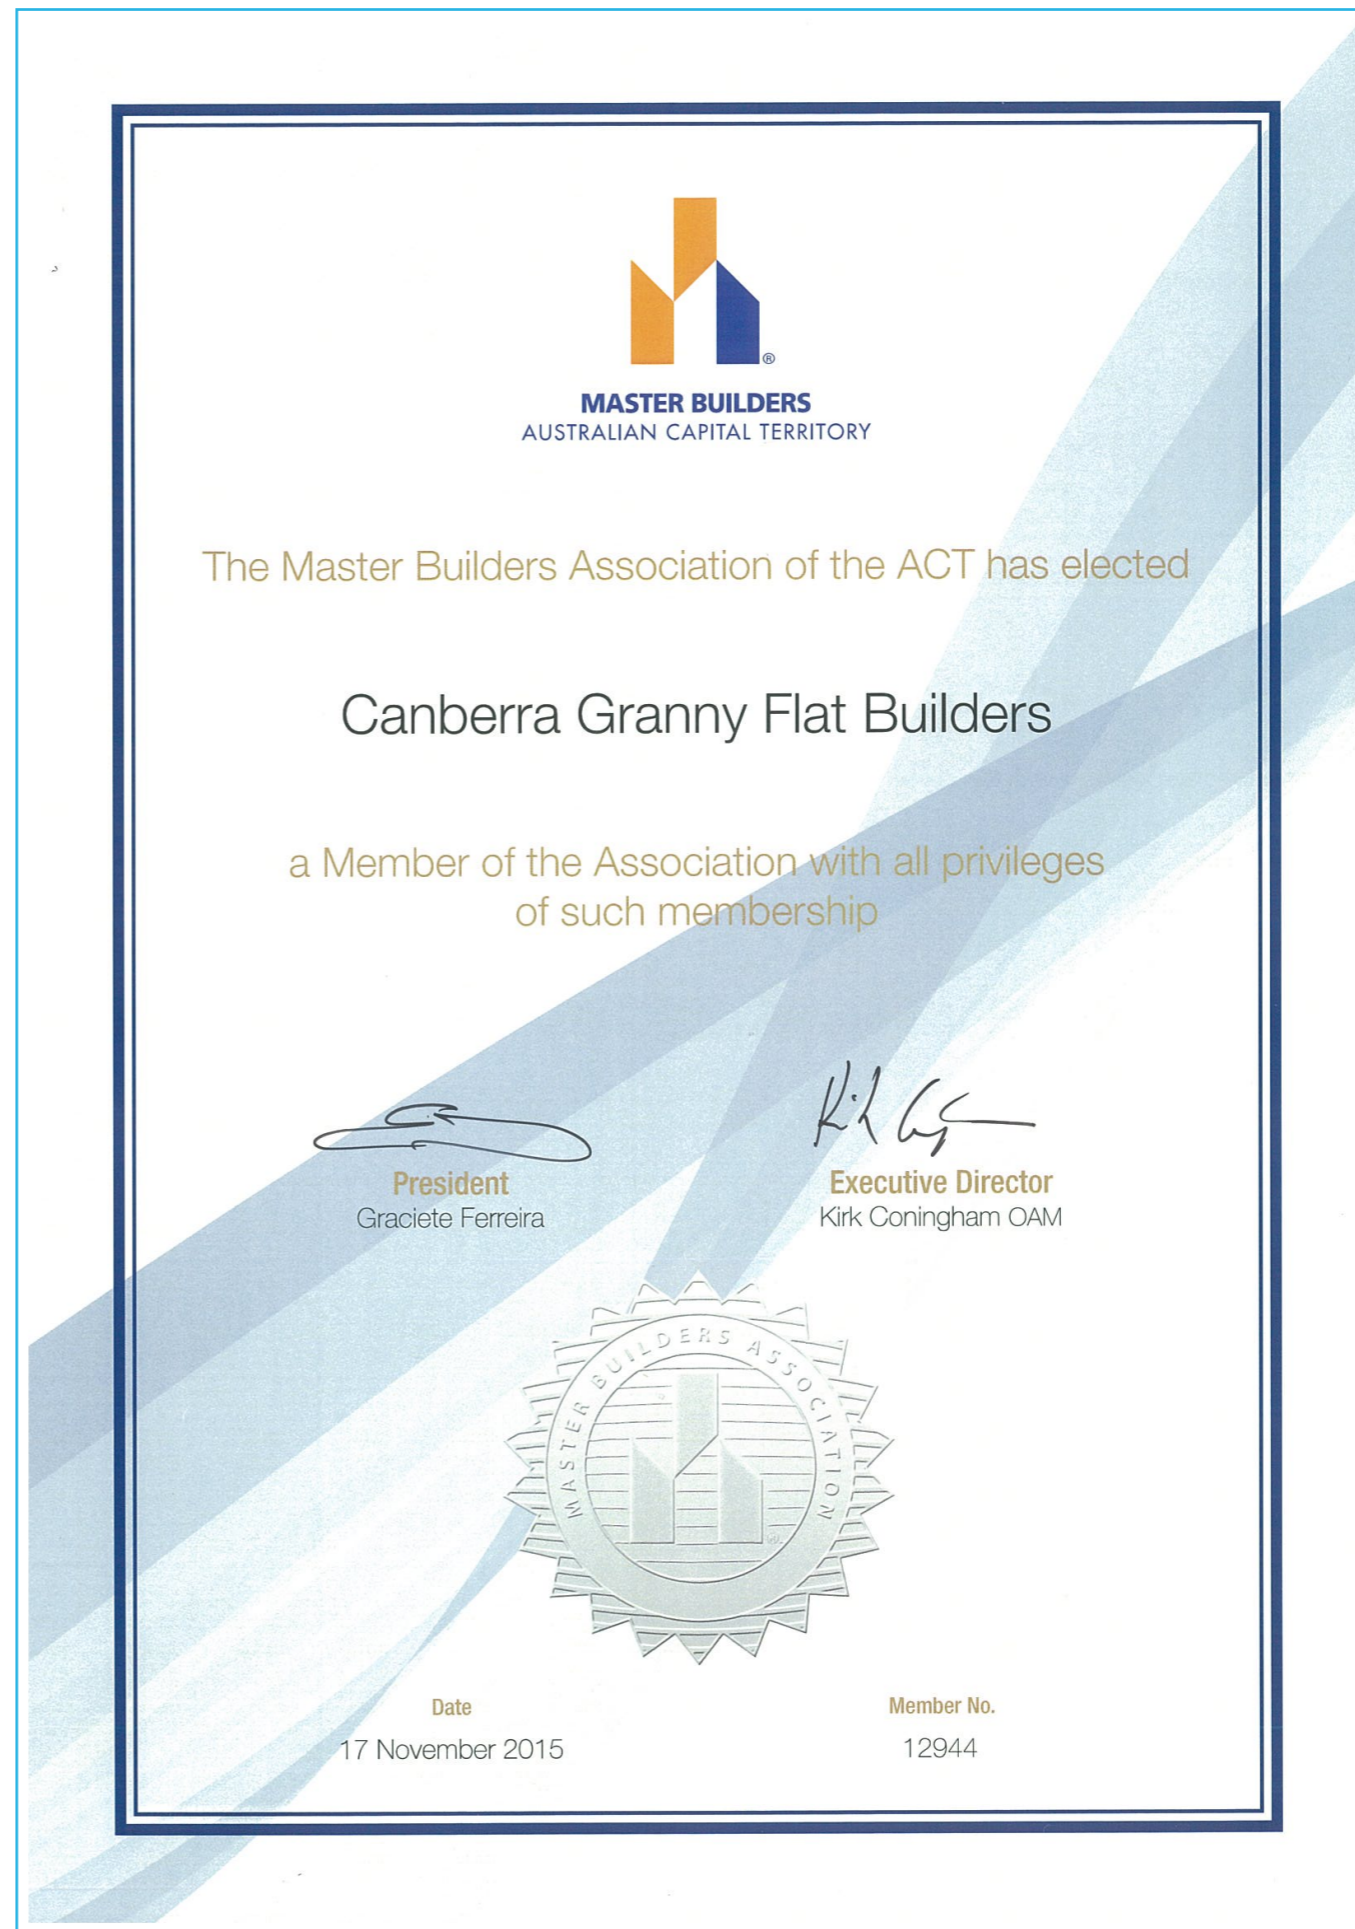 MASTER BUILDERS
AUSTRALIAN CAPITAL TERRITORY
The Master Builders Association of the ACT has elected
Canberra Granny Flat Builders
a Member of the Association with all privileges
of such membership
President
Graciete Ferreira
Kirk Co
Executive Director
Kirk Coningham OAM
MASTER BUILDERS ASSOCIATION
Date
17 November 2015
Member No.
12944